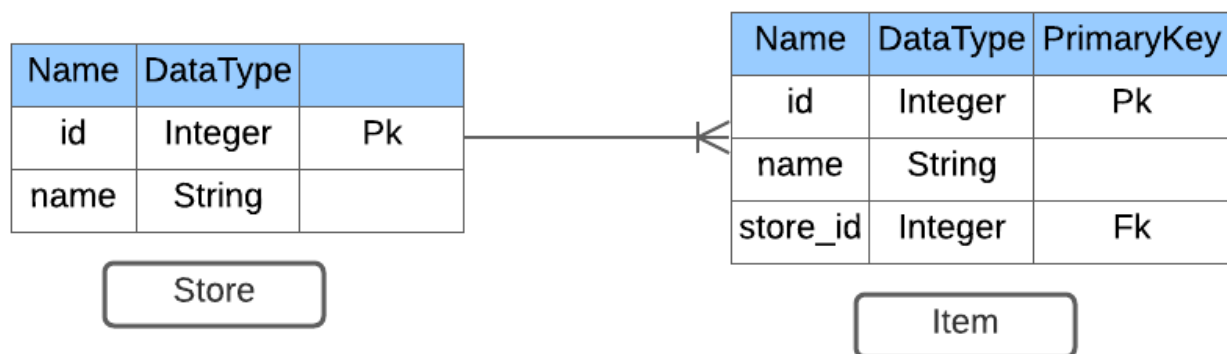 Name DataType
id Integer Pk
name String
Store
Name DataType PrimaryKey
id Integer Pk
name String
store_id Integer Fk
Item